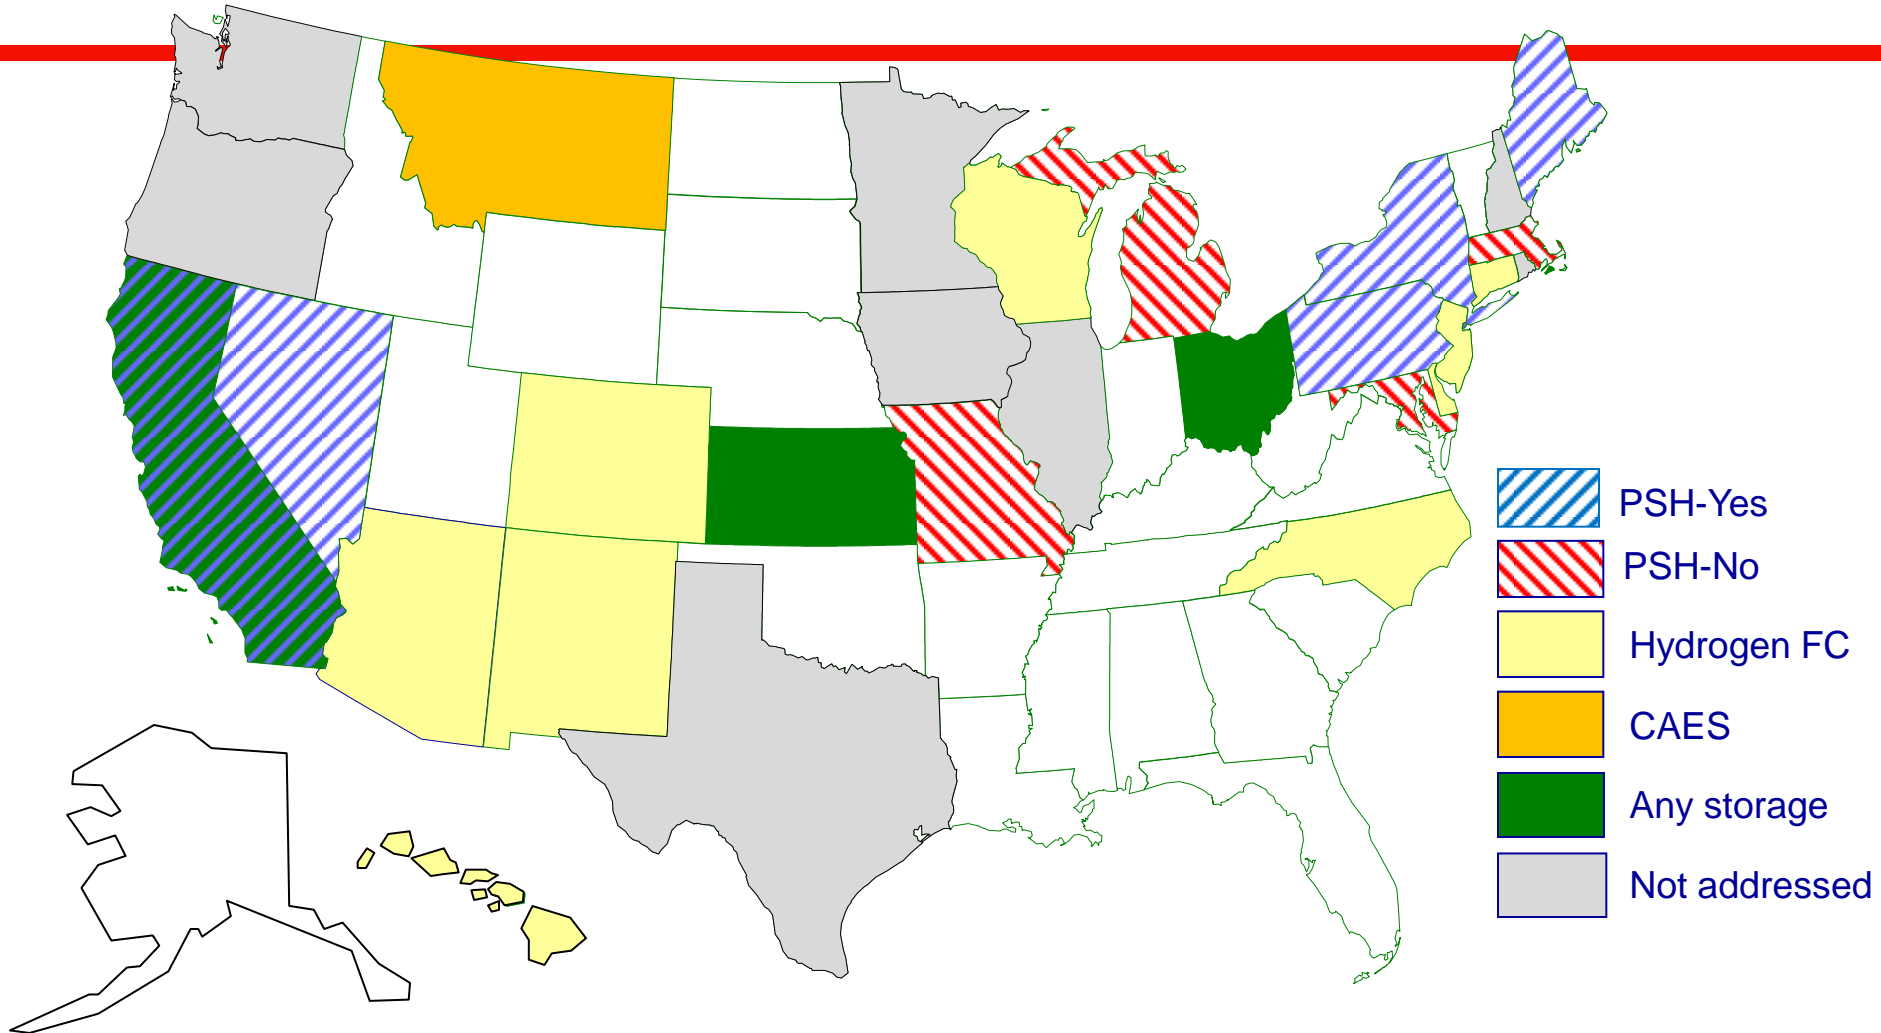 PSH-Yes
PSH-No
Hydrogen FC
CAES
Any storage
Not addressed